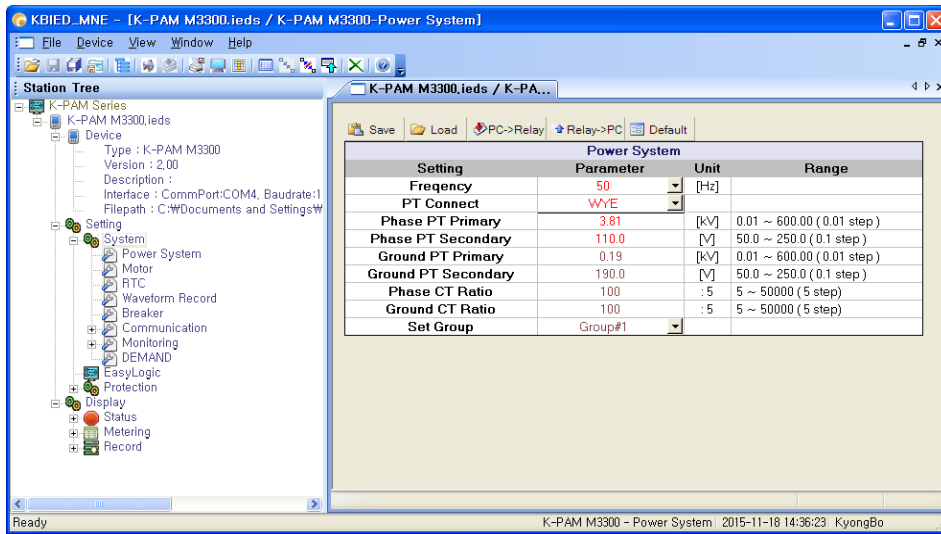 KBIED_MNE - [K-PAM M3300.ieds / K-PAM M3300-Power System]
File Device View Window Help
Station Tree
K-PAM M3300.ieds / K-PA...
K-PAM Series
K-PAM M3300.ieds
Device
Type : K-PAM M3300
Version : 2.00
Description :
Interface : CommPort:COM4, Baudrate:1
Filepath : C:₩Documents and Settings₩
Setting
System
Power System
Motor
RTC
Waveform Record
Breaker
Communication
Monitoring
DEMAND
EasyLogic
Protection
Display
Status
Metering
Record
Save Load PC->Relay Relay->PC Default
Power System
Setting Parameter Unit Range
Freqency 50 [Hz]
PT Connect WYE
Phase PT Primary 3.81 [kV] 0.01 ~ 600.00 ( 0.01 step )
Phase PT Secondary 110.0 [V] 50.0 ~ 250.0 ( 0.1 step )
Ground PT Primary 0.19 [kV] 0.01 ~ 600.00 ( 0.01 step )
Ground PT Secondary 190.0 [V] 50.0 ~ 250.0 ( 0.1 step )
Phase CT Ratio 100 : 5 5 ~ 50000 ( 5 step)
Ground CT Ratio 100 : 5 5 ~ 50000 ( 5 step)
Set Group Group#1
Ready K-PAM M3300 - Power System 2015-11-18 14:36:23 KyongBo